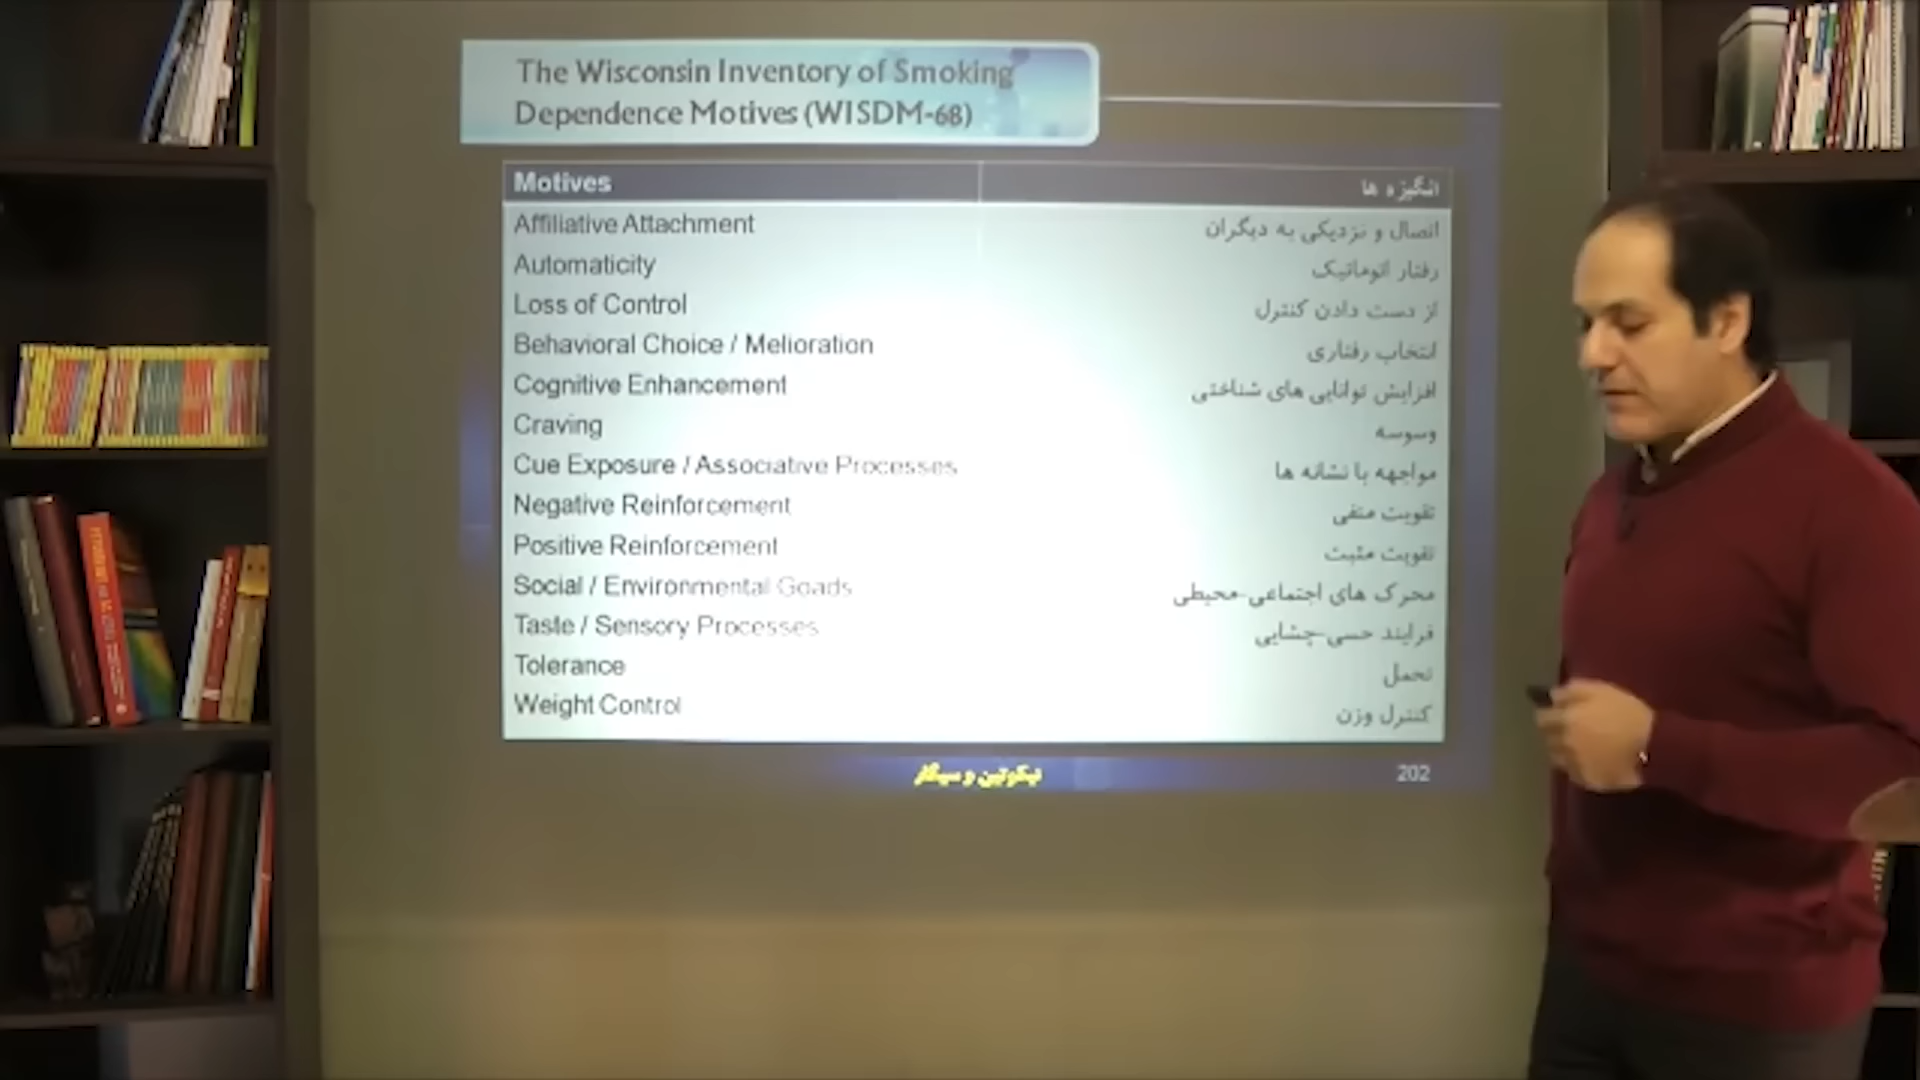 The Wisconsin Inventory of Smoking
Dependence Motives (WISDM-68)
Motives انگیزه ها
Affiliative Attachment اتصال و نزدیکی به دیگران
Automaticity رفتار اتوماتیک
Loss of Control از دست دادن کنترل
Behavioral Choice / Melioration انتخاب رفتاری
Cognitive Enhancement افزایش توانایی های شناختی
Craving وسوسه
Cue Exposure / Associative Processes مواجهه با نشانه ها
Negative Reinforcement تقویت منفی
Positive Reinforcement تقویت مثبت
Social / Environmental Goads محرک های اجتماعی-محیطی
Taste / Sensory Processes فرایند حسی-چشایی
Tolerance تحمل
Weight Control کنترل وزن
نیکوتین و سیگار 202